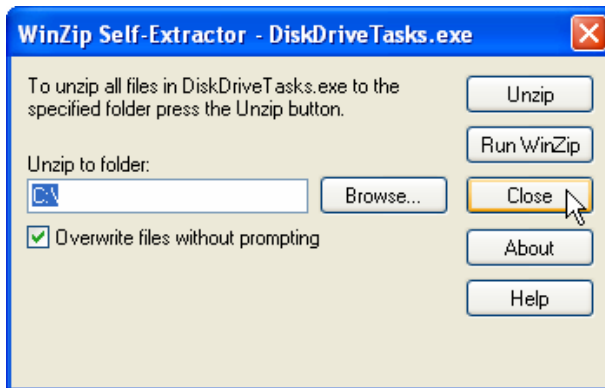 WinZip Self-Extractor - DiskDriveTasks.exe
To unzip all files in DiskDriveTasks.exe to the
specified folder press the Unzip button.
Unzip to folder:
C:\
Browse...
Overwrite files without prompting
Unzip
Run WinZip
Close
About
Help